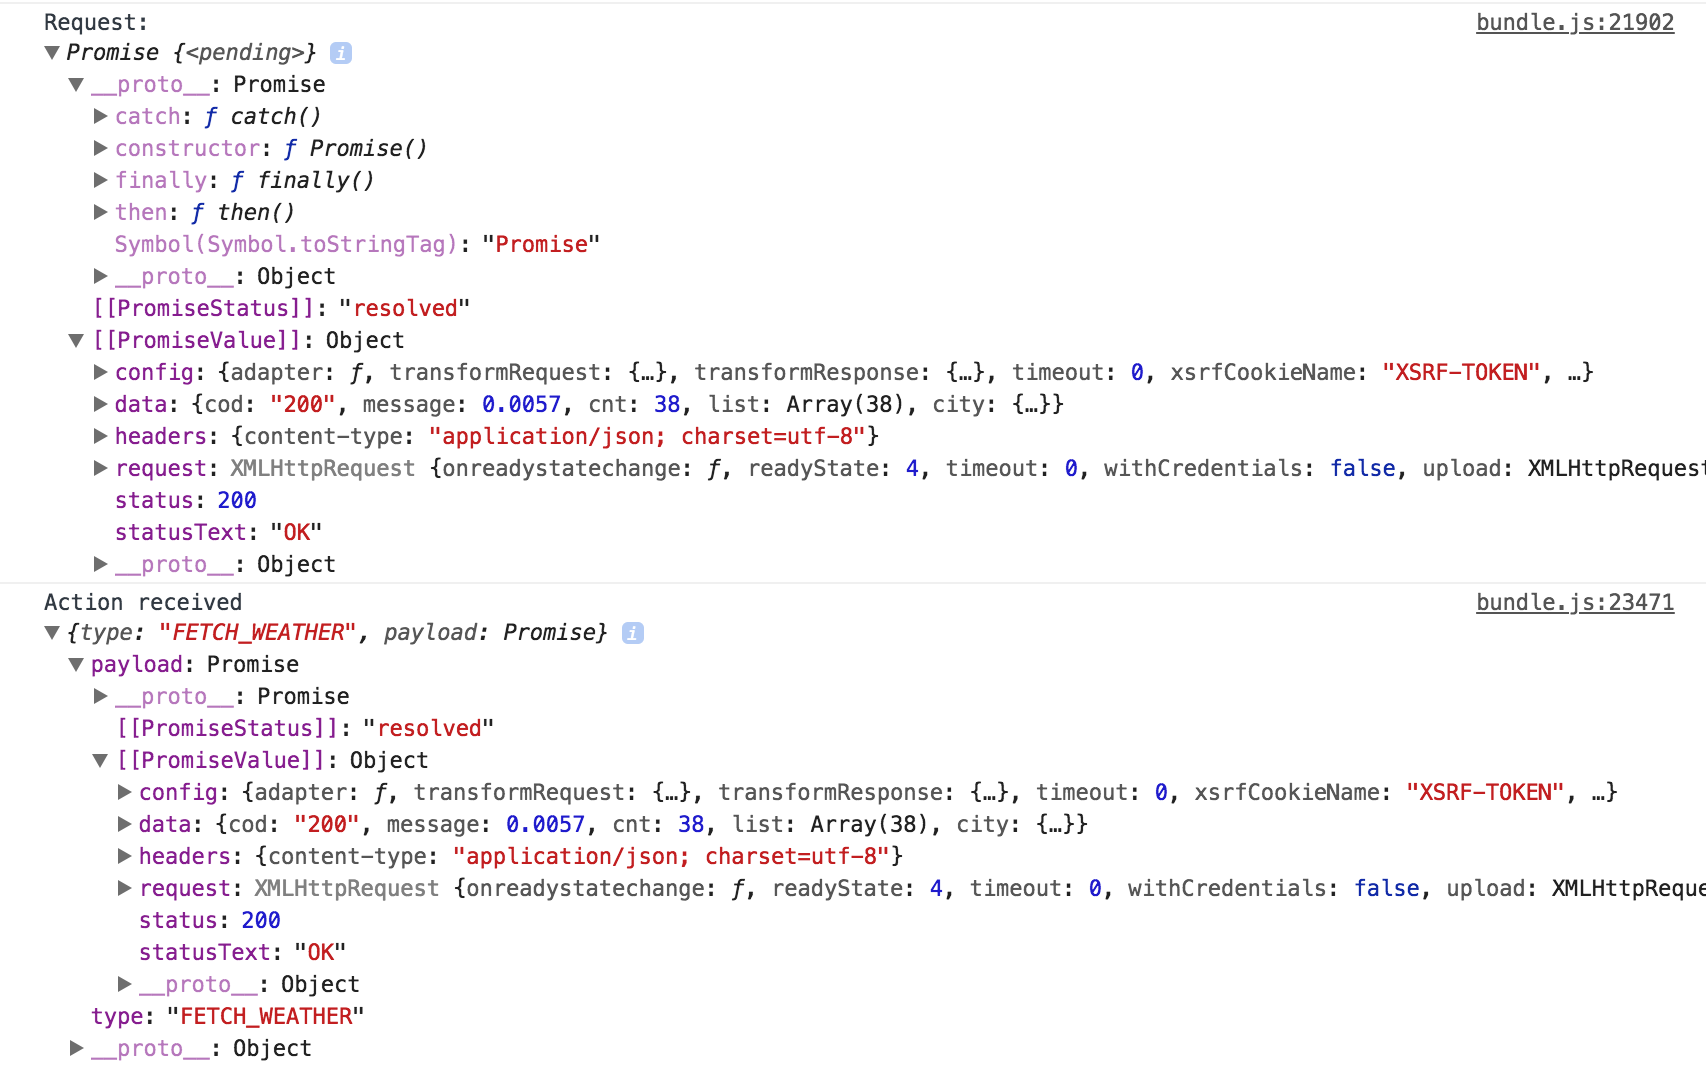 Request: bundle.js:21902
▼Promise {<pending>} i
▼__proto__: Promise
▶catch: ƒ catch()
▶constructor: ƒ Promise()
▶finally: ƒ finally()
▶then: ƒ then()
Symbol(Symbol.toStringTag): "Promise"
▶__proto__: Object
[[PromiseStatus]]: "resolved"
▼[[PromiseValue]]: Object
▶config: {adapter: ƒ, transformRequest: {…}, transformResponse: {…}, timeout: 0, xsrfCookieName: "XSRF-TOKEN", …}
▶data: {cod: "200", message: 0.0057, cnt: 38, list: Array(38), city: {…}}
▶headers: {content-type: "application/json; charset=utf-8"}
▶request: XMLHttpRequest {onreadystatechange: ƒ, readyState: 4, timeout: 0, withCredentials: false, upload: XMLHttpRequest
status: 200
statusText: "OK"
▶__proto__: Object
Action received bundle.js:23471
▼{type: "FETCH_WEATHER", payload: Promise} i
▼payload: Promise
▶__proto__: Promise
[[PromiseStatus]]: "resolved"
▼[[PromiseValue]]: Object
▶config: {adapter: ƒ, transformRequest: {…}, transformResponse: {…}, timeout: 0, xsrfCookieName: "XSRF-TOKEN", …}
▶data: {cod: "200", message: 0.0057, cnt: 38, list: Array(38), city: {…}}
▶headers: {content-type: "application/json; charset=utf-8"}
▶request: XMLHttpRequest {onreadystatechange: ƒ, readyState: 4, timeout: 0, withCredentials: false, upload: XMLHttpReque
status: 200
statusText: "OK"
▶__proto__: Object
type: "FETCH_WEATHER"
▶__proto__: Object